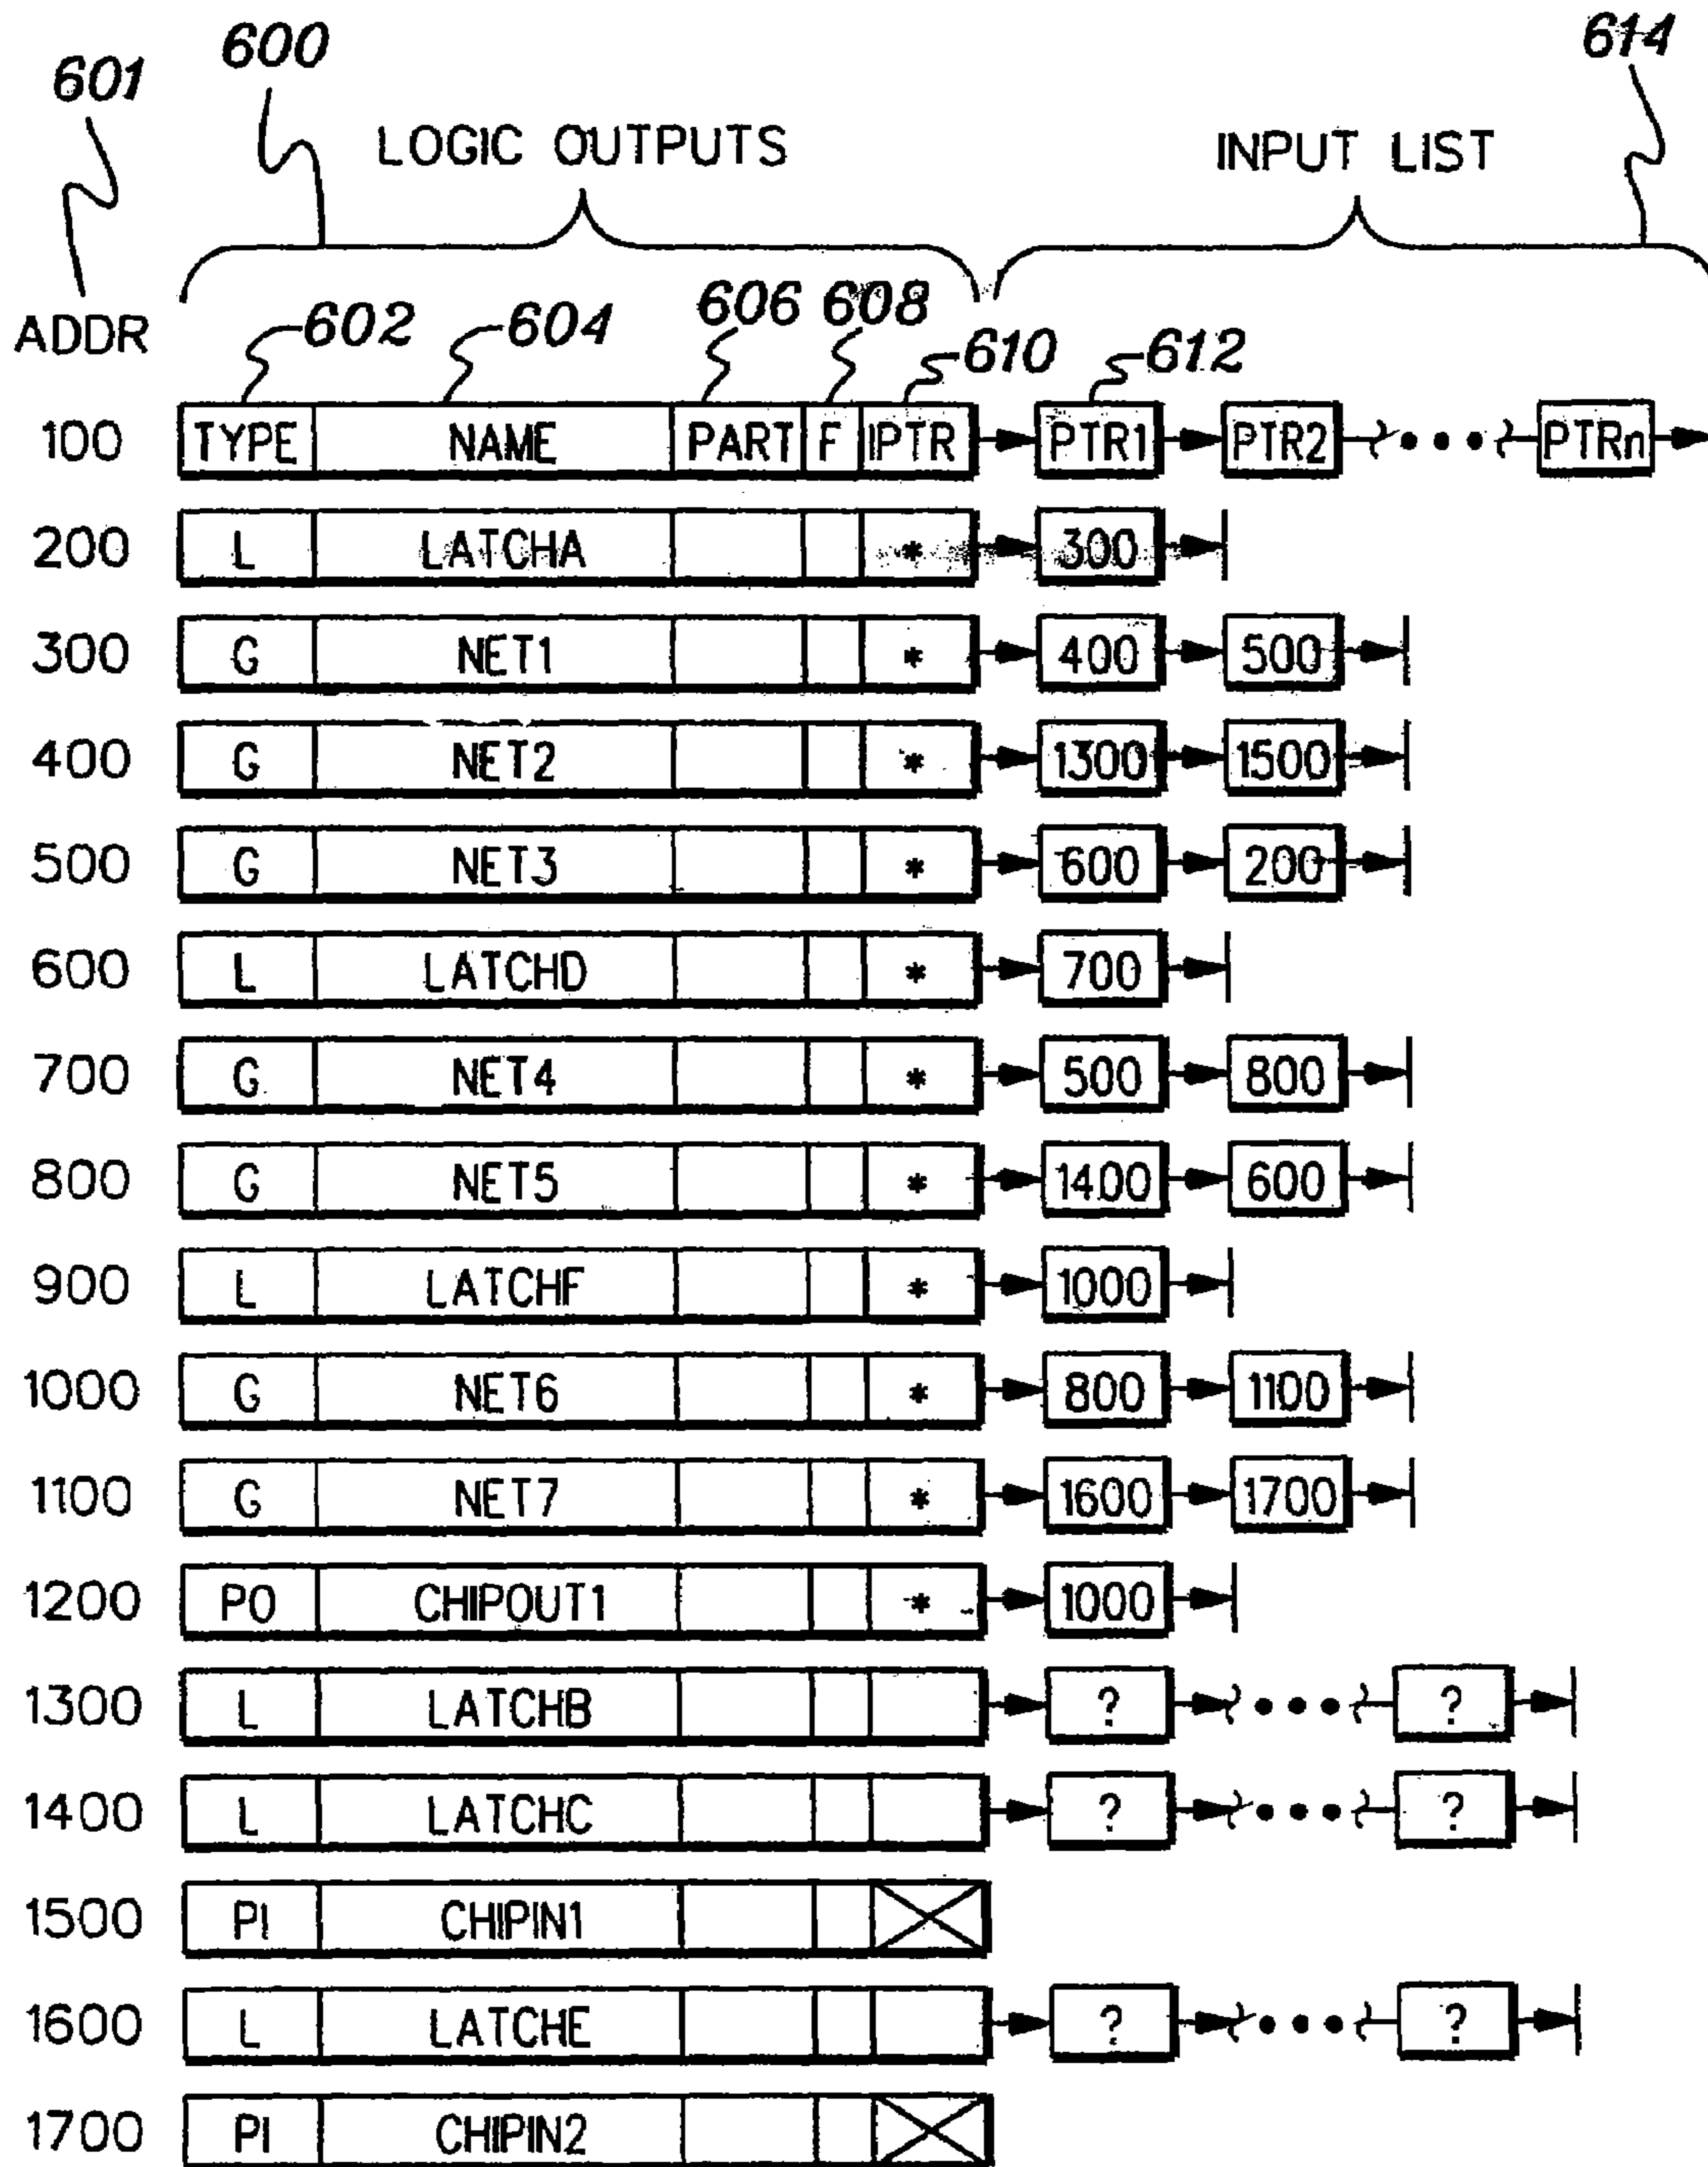 601 600 614
LOGIC OUTPUTS INPUT LIST
ADDR 602 604 606 608 610 612
100 TYPE NAME PART F IPTR PTR1 PTR2 • • • PTRn
200 L LATCHA * 300
300 G NET1 * 400 500
400 G NET2 * 1300 1500
500 G NET3 * 600 200
600 L LATCHD * 700
700 G NET4 * 500 800
800 G NET5 * 1400 600
900 L LATCHF * 1000
1000 G NET6 * 800 1100
1100 G NET7 * 1600 1700
1200 PO CHIPOUT1 * 1000
1300 L LATCHB ? • • • ?
1400 L LATCHC ? • • • ?
1500 PI CHIPIN1
1600 L LATCHE ? • • • ?
1700 PI CHIPIN2